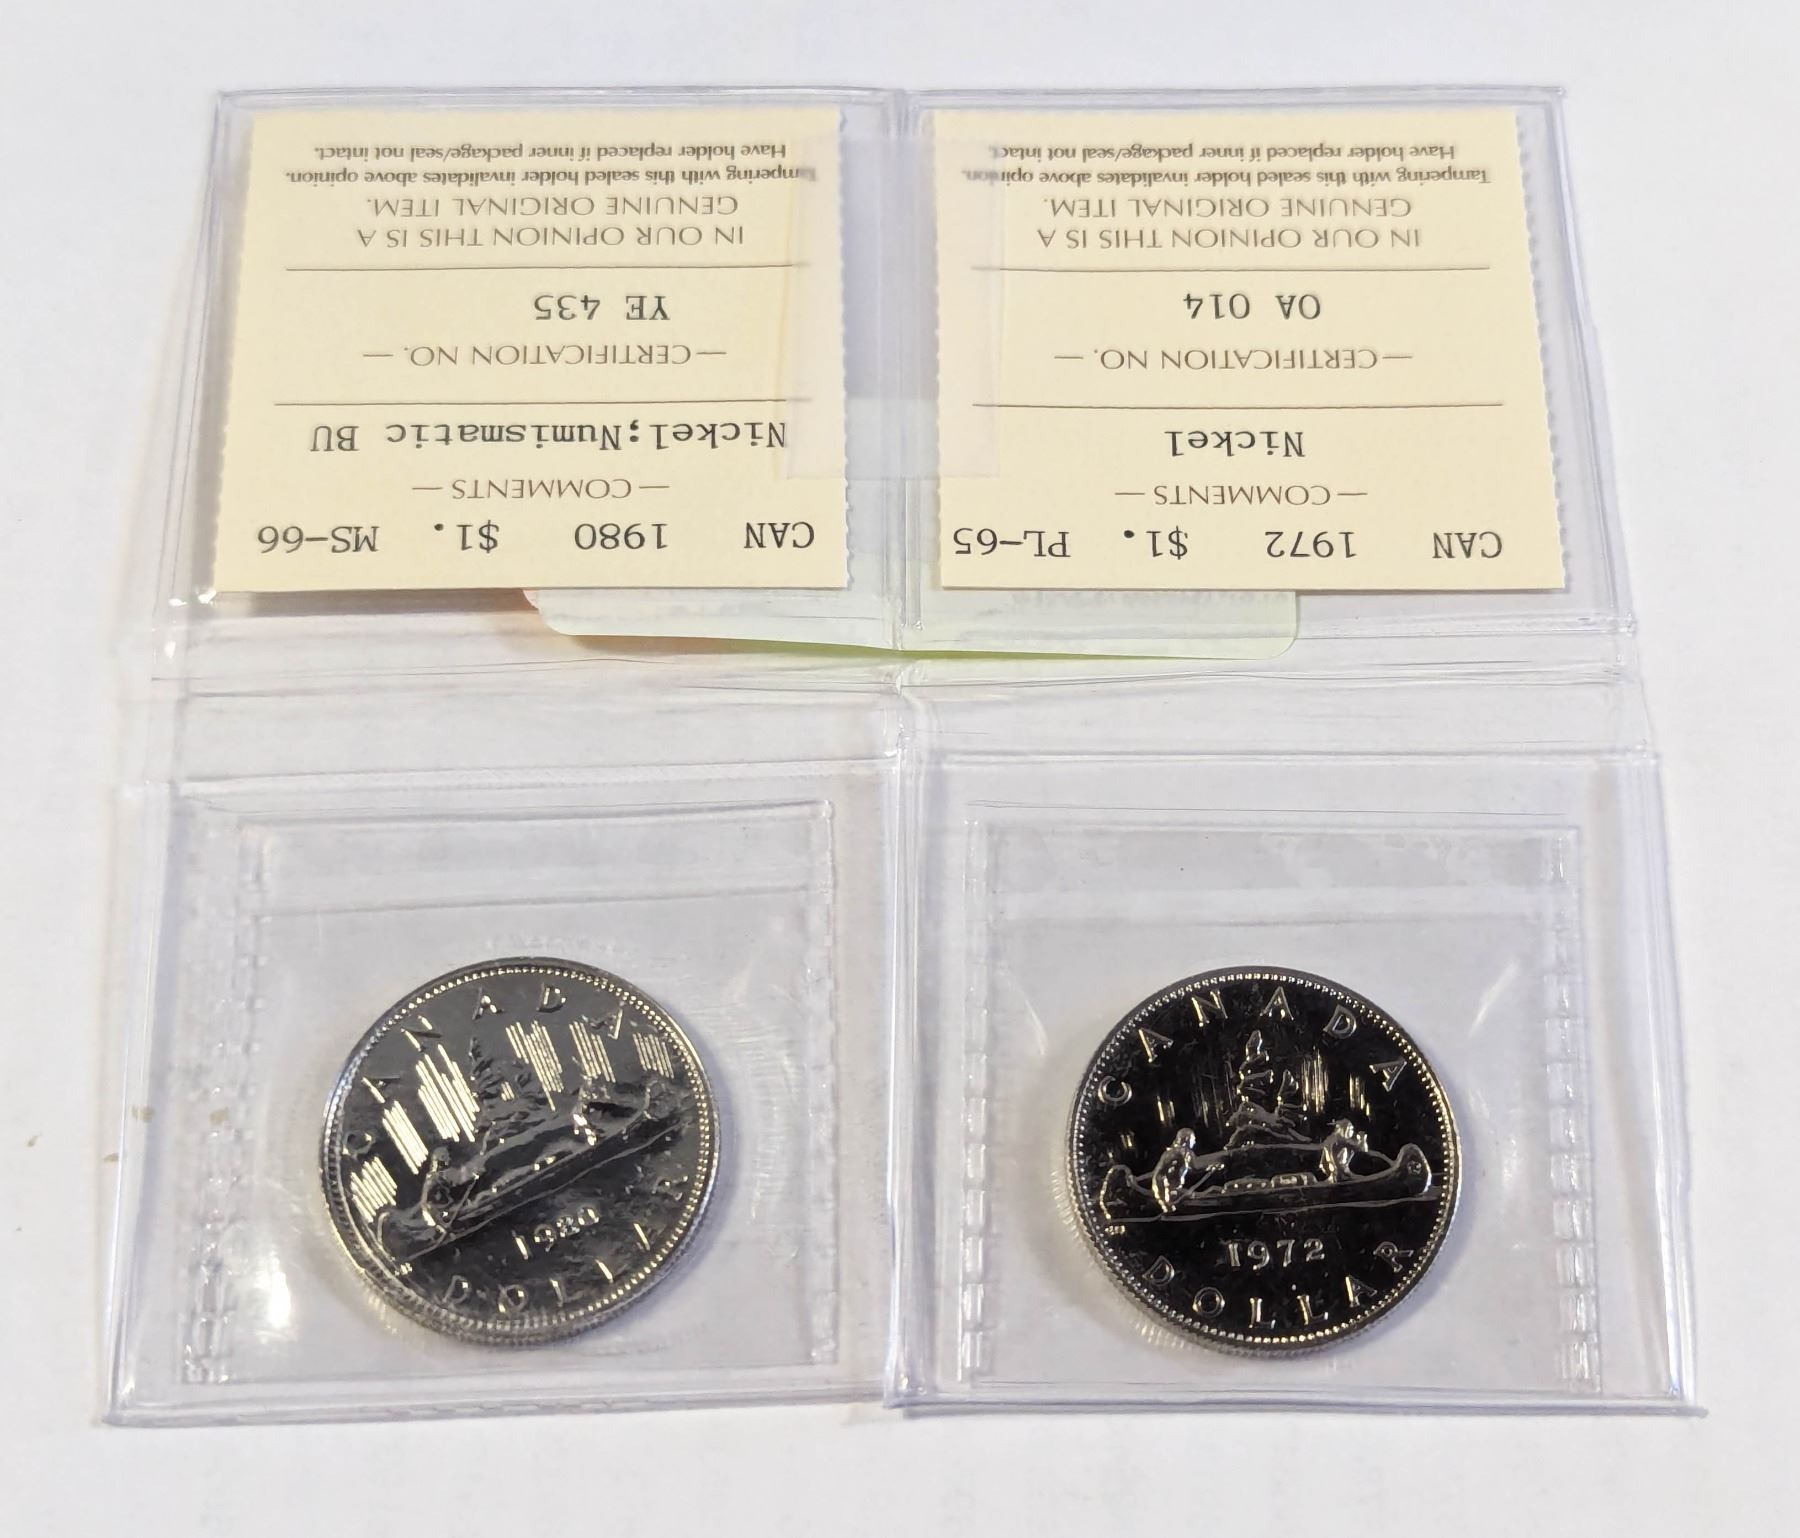 CAN 1980 $1. MS-66
— COMMENTS —
Nickel;Numismatic BU
— CERTIFICATION NO. —
YE 435
IN OUR OPINION THIS IS A
GENUINE ORIGINAL ITEM.
Tampering with this sealed holder invalidates above opinion.
Have holder replaced if inner package/seal not intact.
CAN 1972 $1. PL-65
— COMMENTS —
Nickel
— CERTIFICATION NO. —
OA 014
IN OUR OPINION THIS IS A
GENUINE ORIGINAL ITEM.
Tampering with this sealed holder invalidates above opinion.
Have holder replaced if inner package/seal not intact.
CANADA
1980
DOLLAR
CANADA
1972
DOLLAR